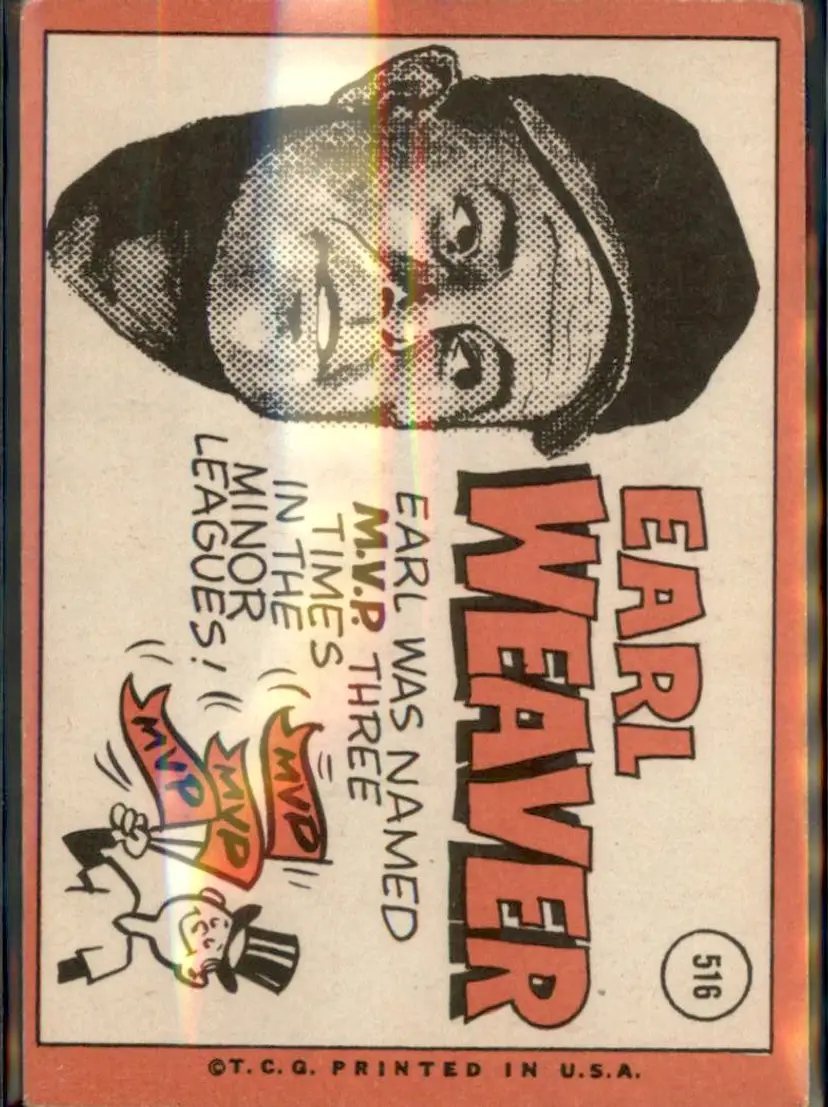 516
EARL
WEAVER
EARL WAS NAMED
M.V.P. THREE
TIMES
IN THE
MINOR
LEAGUES!
MVP
MVP
MVP
©T.C.G. PRINTED IN U.S.A.